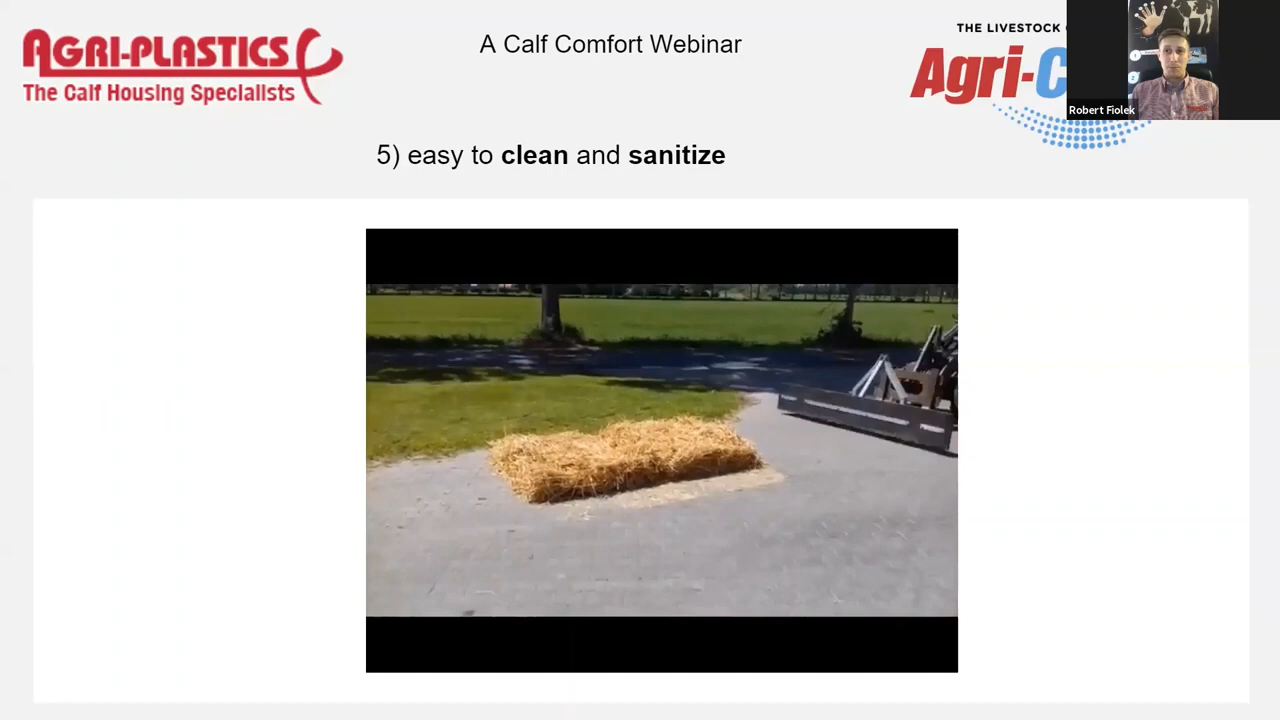 AGRI-PLASTICS
The Calf Housing Specialists
A Calf Comfort Webinar
THE LIVESTOCK
Agri-C
Robert Fiolek
5) easy to clean and sanitize